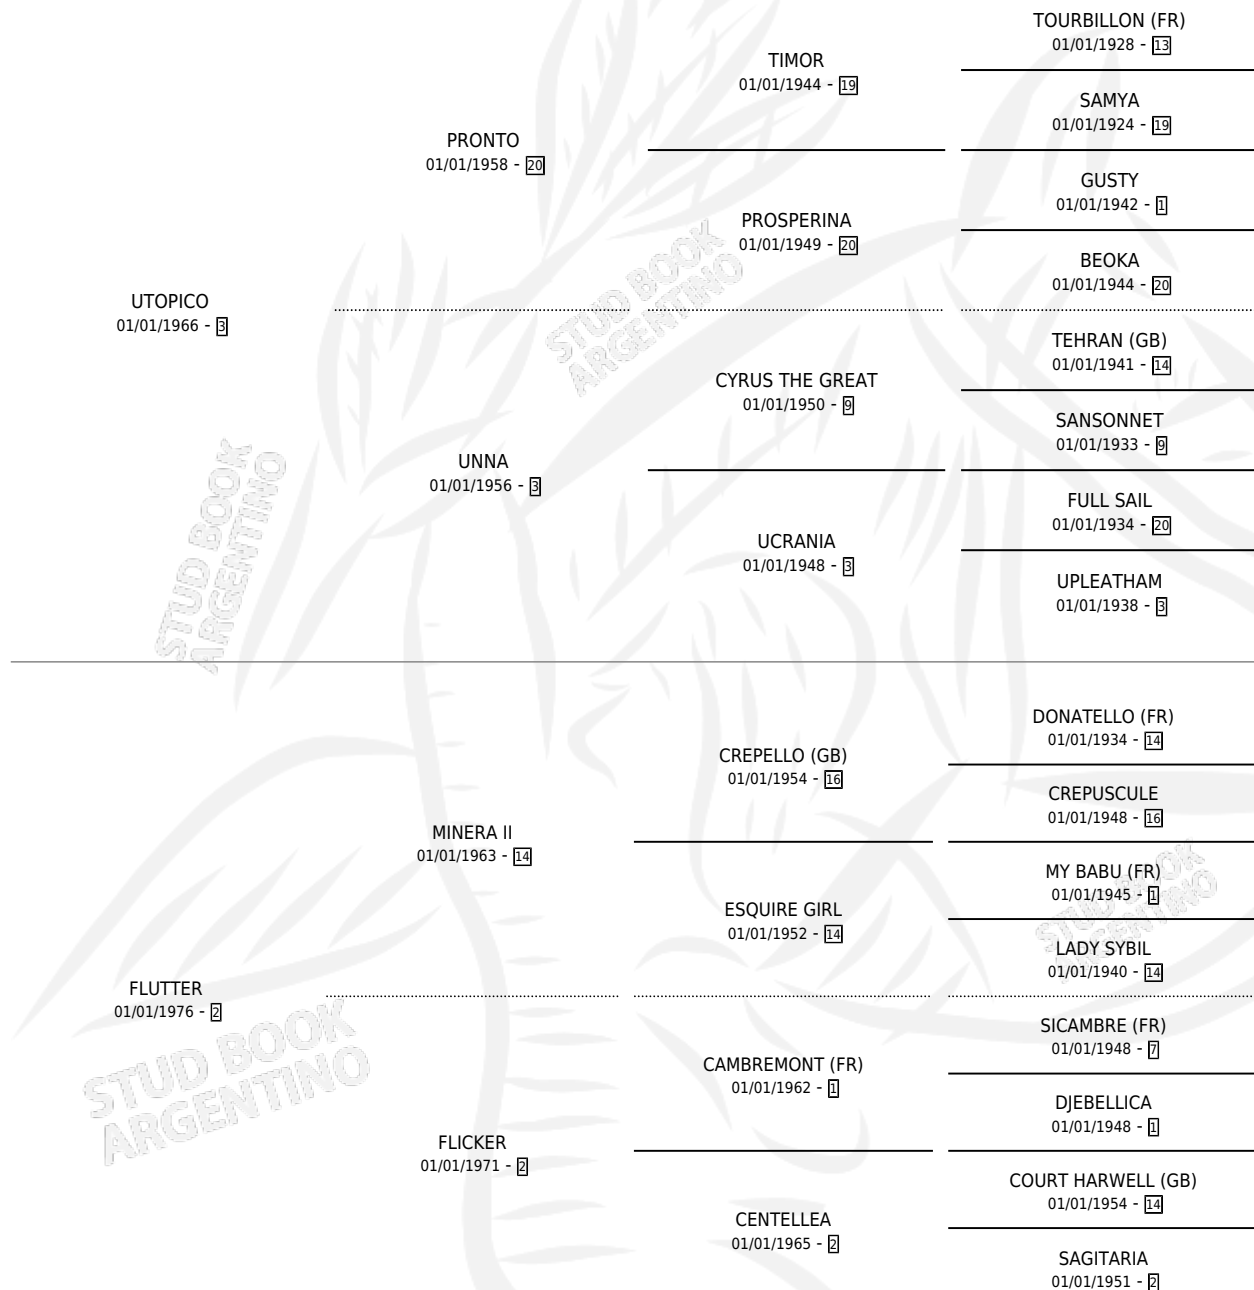 TOURBILLON (FR)
01/01/1928 - 13
TIMOR
01/01/1944 - 19
SAMYA
01/01/1924 - 19
PRONTO
01/01/1958 - 20
GUSTY
01/01/1942 - 1
PROSPERINA
01/01/1949 - 20
BEOKA
01/01/1944 - 20
UTOPICO
01/01/1966 - 3
STUD BOOK
ARGENTINO
TEHRAN (GB)
01/01/1941 - 14
CYRUS THE GREAT
01/01/1950 - 9
SANSONNET
01/01/1933 - 9
UNNA
01/01/1956 - 3
FULL SAIL
01/01/1934 - 20
UCRANIA
01/01/1948 - 3
UPLEATHAM
01/01/1938 - 3
STUD BOOK
ARGENTINO
DONATELLO (FR)
01/01/1934 - 14
CREPELLO (GB)
01/01/1954 - 16
CREPUSCULE
01/01/1948 - 16
MINERA II
01/01/1963 - 14
MY BABU (FR)
01/01/1945 - 1
ESQUIRE GIRL
01/01/1952 - 14
LADY SYBIL
01/01/1940 - 14
STUD BOOK
ARGENTINO
FLUTTER
01/01/1976 - 2
STUD BOOK
ARGENTINO
SICAMBRE (FR)
01/01/1948 - 7
CAMBREMONT (FR)
01/01/1962 - 1
DJEBELLICA
01/01/1948 - 1
FLICKER
01/01/1971 - 2
COURT HARWELL (GB)
01/01/1954 - 14
CENTELLEA
01/01/1965 - 2
SAGITARIA
01/01/1951 - 2